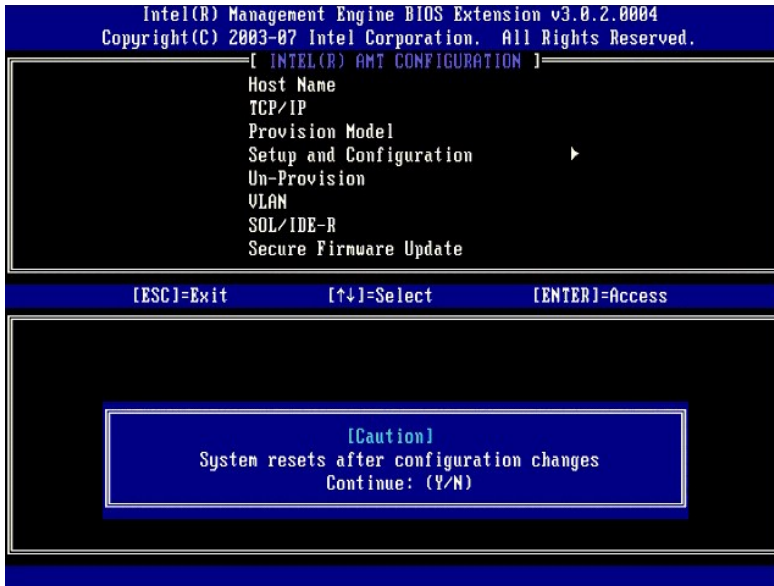 Intel(R) Management Engine BIOS Extension v3.0.2.0004
Copyright(C) 2003-07 Intel Corporation. All Rights Reserved.
[ INTEL(R) AMT CONFIGURATION ]
Host Name
TCP/IP
Provision Model
Setup and Configuration ►
Un-Provision
VLAN
SOL/IDE-R
Secure Firmware Update
[ESC]=Exit [↑↓]=Select [ENTER]=Access
[Caution]
System resets after configuration changes
Continue: (Y/N)